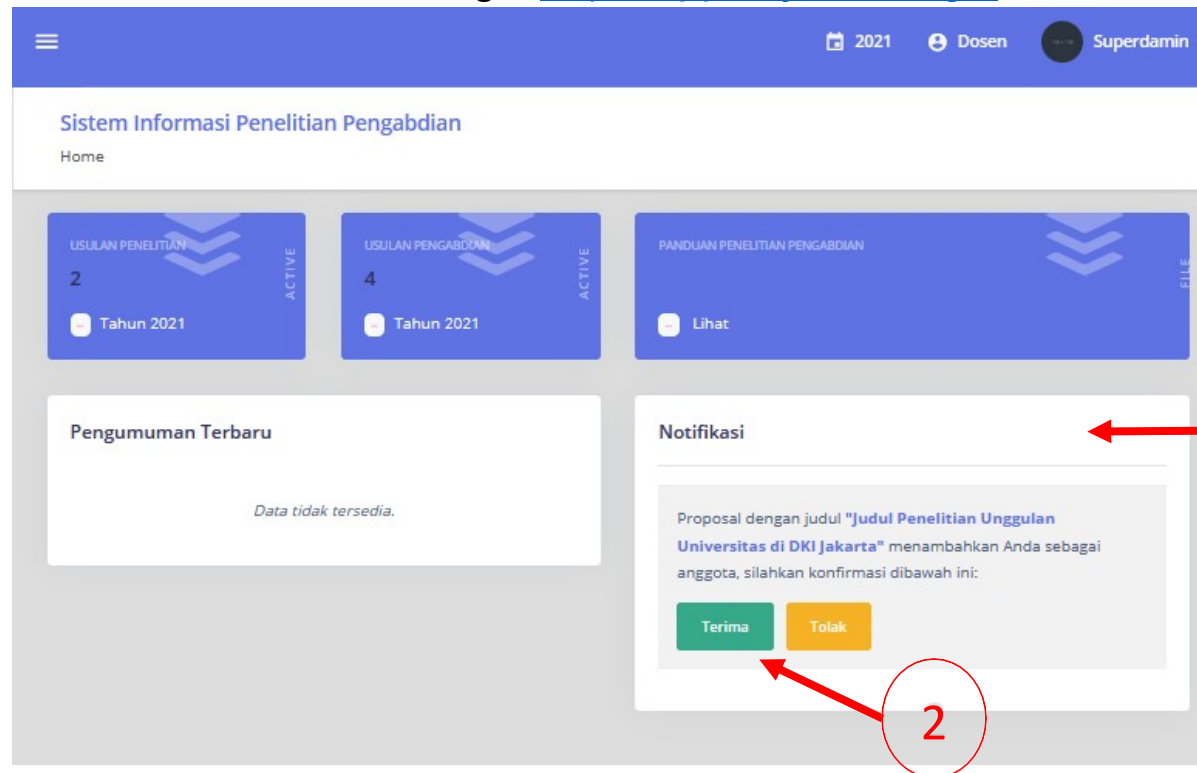 2021 Dosen Superdamin
Sistem Informasi Penelitian Pengabdian
Home
USULAN PENELITIAN
2
Tahun 2021
ACTIVE
USULAN PENGABDIAN
4
Tahun 2021
ACTIVE
PANDUAN PENELITIAN PENGABDIAN
Lihat
FILE
Pengumuman Terbaru
Data tidak tersedia.
Notifikasi
Proposal dengan judul "Judul Penelitian Unggulan
Universitas di DKI Jakarta" menambahkan Anda sebagai
anggota, silahkan konfirmasi dibawah ini:
Terima Tolak
2